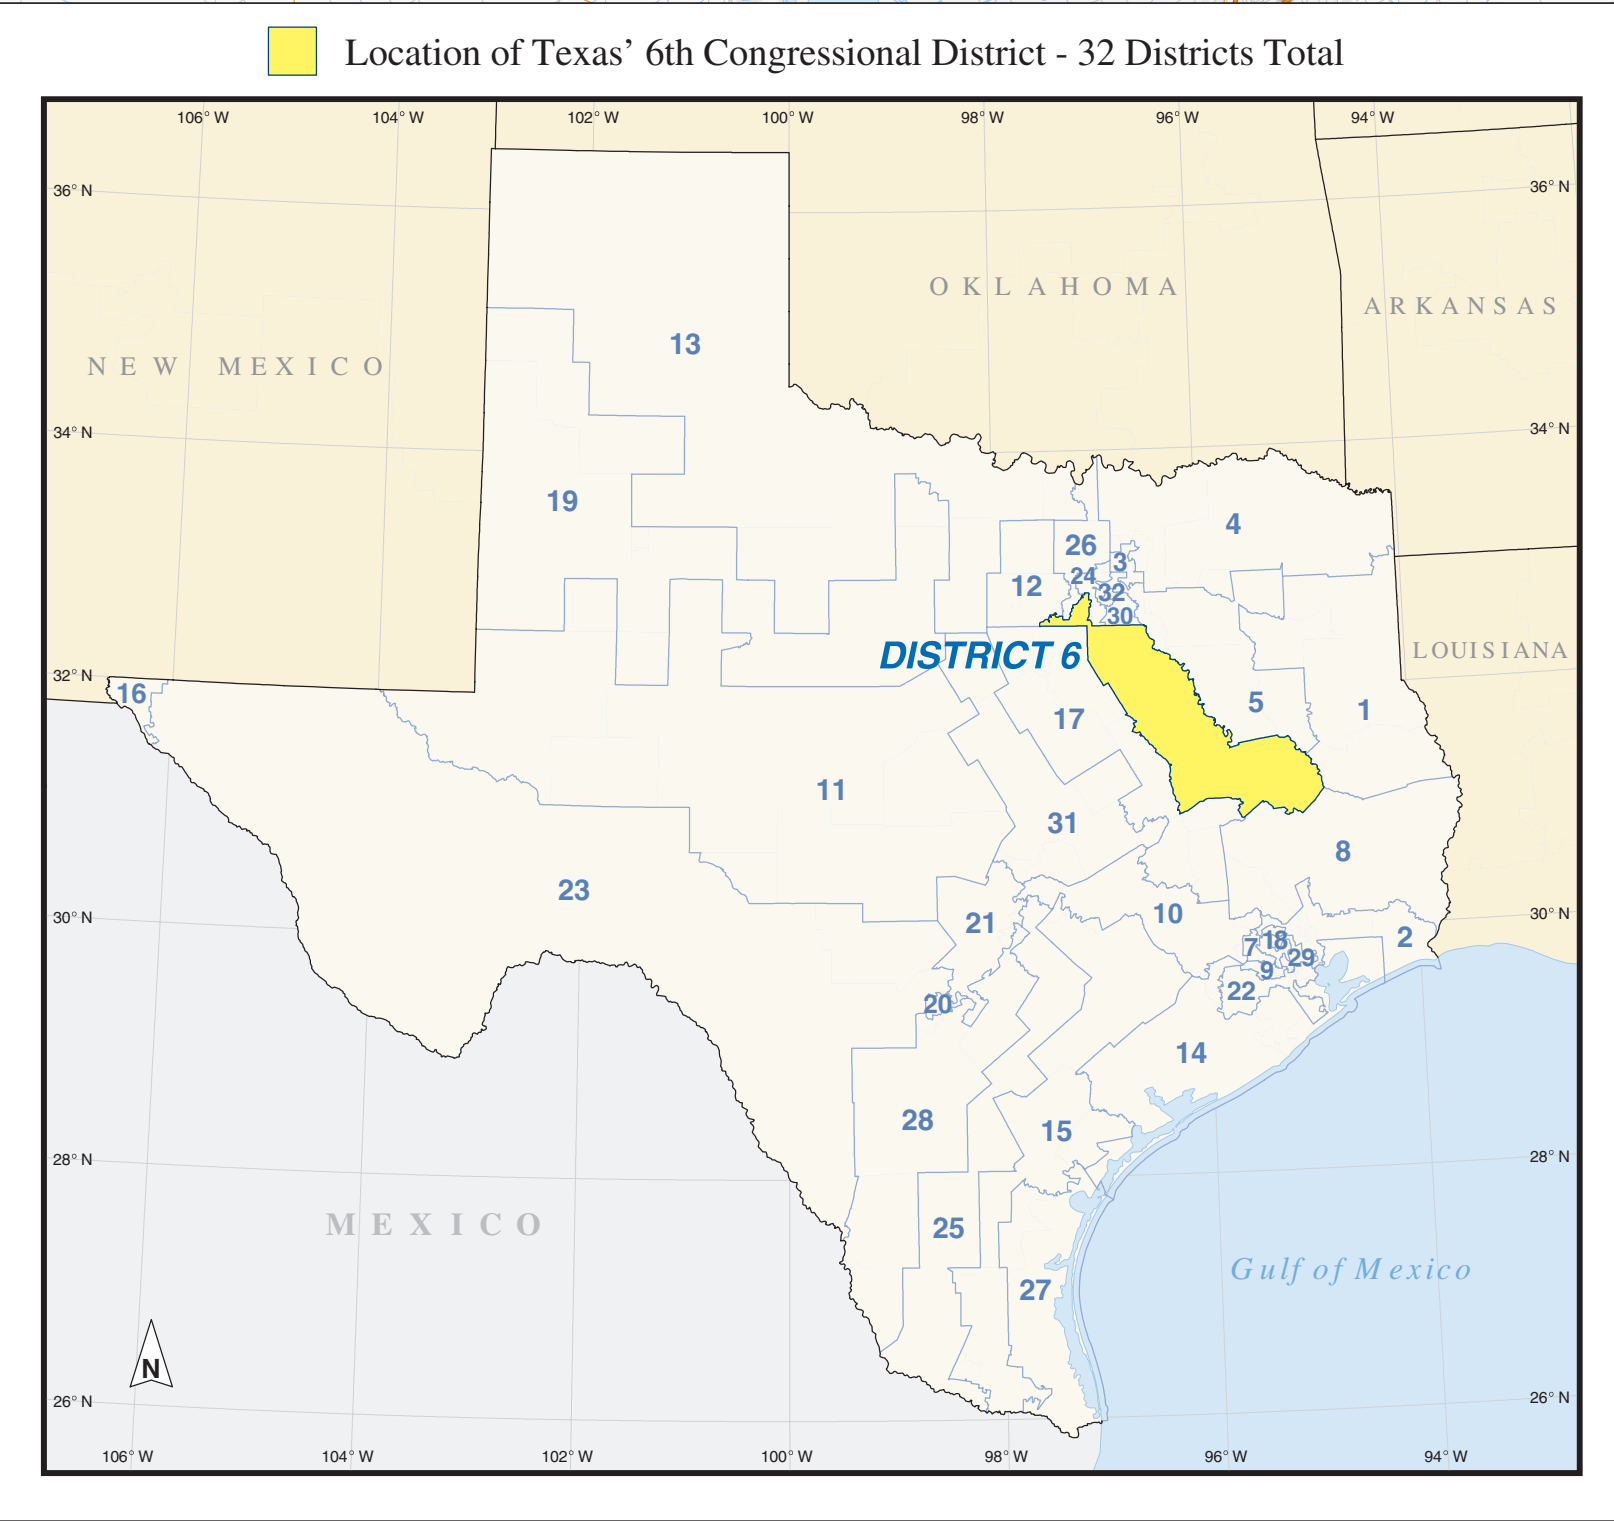 Location of Texas’ 6th Congressional District - 32 Districts Total
106° W 104° W 102° W 100° W 98° W 96° W 94° W
36° N 36° N
OKLAHOMA
ARKANSAS
13
NEW MEXICO
34° N 34° N
19
4
26
3
24
12
32
30
DISTRICT 6
LOUISIANA
32° N
16
5
1
17
11
31
8
23
30° N 30° N
10
21
2
18
7
29
9
22
20
14
28
15
28° N 28° N
MEXICO
25
Gulf of Mexico
27
N
26° N 26° N
106° W 104° W 102° W 100° W 98° W 96° W 94° W